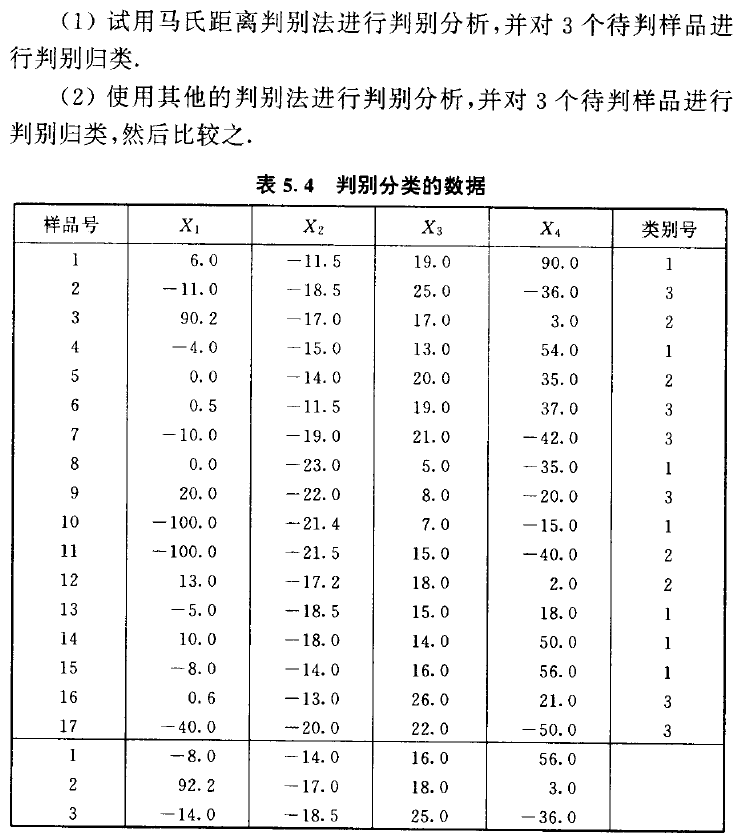 (1) 试用马氏距离判别法进行判别分析,并对 3 个待判样品进
行判别归类.
(2) 使用其他的判别法进行判别分析,并对 3 个待判样品进行
判别归类,然后比较之.
表 5.4 判别分类的数据
样品号 X1 X2 X3 X4 类别号
1 6.0 -11.5 19.0 90.0 1
2 -11.0 -18.5 25.0 -36.0 3
3 90.2 -17.0 17.0 3.0 2
4 -4.0 -15.0 13.0 54.0 1
5 0.0 -14.0 20.0 35.0 2
6 0.5 -11.5 19.0 37.0 3
7 -10.0 -19.0 21.0 -42.0 3
8 0.0 -23.0 5.0 -35.0 1
9 20.0 -22.0 8.0 -20.0 3
10 -100.0 -21.4 7.0 -15.0 1
11 -100.0 -21.5 15.0 -40.0 2
12 13.0 -17.2 18.0 2.0 2
13 -5.0 -18.5 15.0 18.0 1
14 10.0 -18.0 14.0 50.0 1
15 -8.0 -14.0 16.0 56.0 1
16 0.6 -13.0 26.0 21.0 3
17 -40.0 -20.0 22.0 -50.0 3
1 -8.0 -14.0 16.0 56.0
2 92.2 -17.0 18.0 3.0
3 -14.0 -18.5 25.0 -36.0